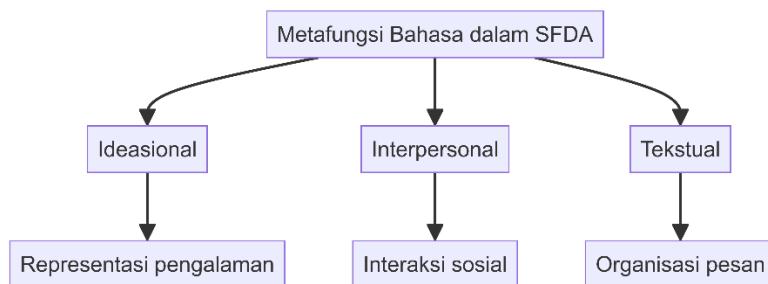 Metafungsi Bahasa dalam SFDA
Ideasional
Interpersonal
Tekstual
Representasi pengalaman
Interaksi sosial
Organisasi pesan